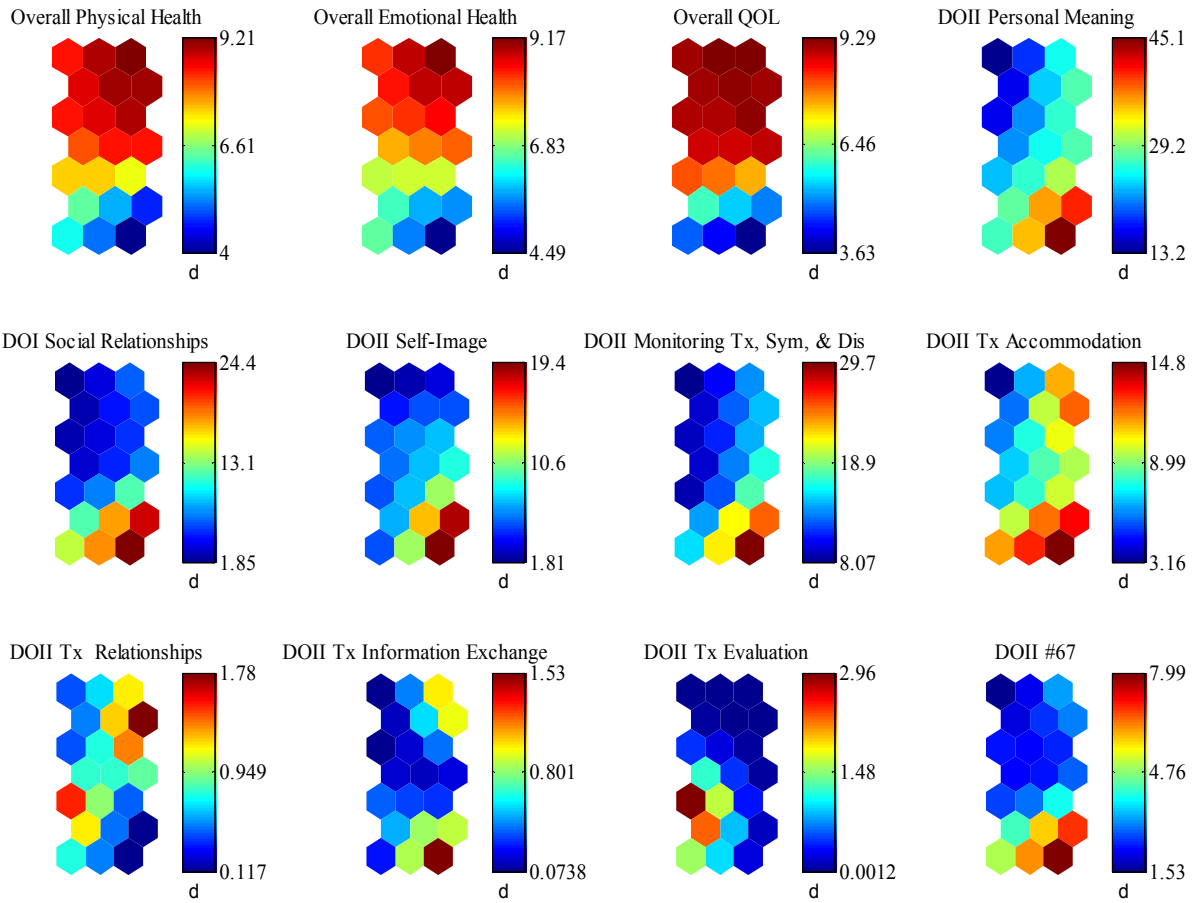 Overall Physical Health
9.21
6.61
4
d
Overall Emotional Health
9.17
6.83
4.49
d
Overall QOL
9.29
6.46
3.63
d
DOII Personal Meaning
45.1
29.2
13.2
d
DOI Social Relationships
24.4
13.1
1.85
d
DOII Self-Image
19.4
10.6
1.81
d
DOII Monitoring Tx, Sym, & Dis
29.7
18.9
8.07
d
DOII Tx Accommodation
14.8
8.99
3.16
d
DOII Tx Relationships
1.78
0.949
0.117
d
DOII Tx Information Exchange
1.53
0.801
0.0738
d
DOII Tx Evaluation
2.96
1.48
0.0012
d
DOII #67
7.99
4.76
1.53
d